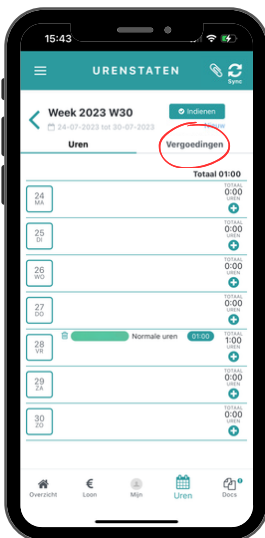 15:43
URENSTATEN
Sync
Week 2023 W30
Indienen
24-07-2023 tot 30-07-2023
Uren
Vergoedingen
Totaal 01:00
24
MA
TOTAAL
0:00
UREN
25
DI
TOTAAL
0:00
UREN
26
WO
TOTAAL
0:00
UREN
27
DO
TOTAAL
0:00
UREN
28
VR
Normale uren
01:00
TOTAAL
1:00
UREN
29
ZA
TOTAAL
0:00
UREN
30
ZO
TOTAAL
0:00
UREN
Overzicht
Loon
Mijn
Uren
Docs